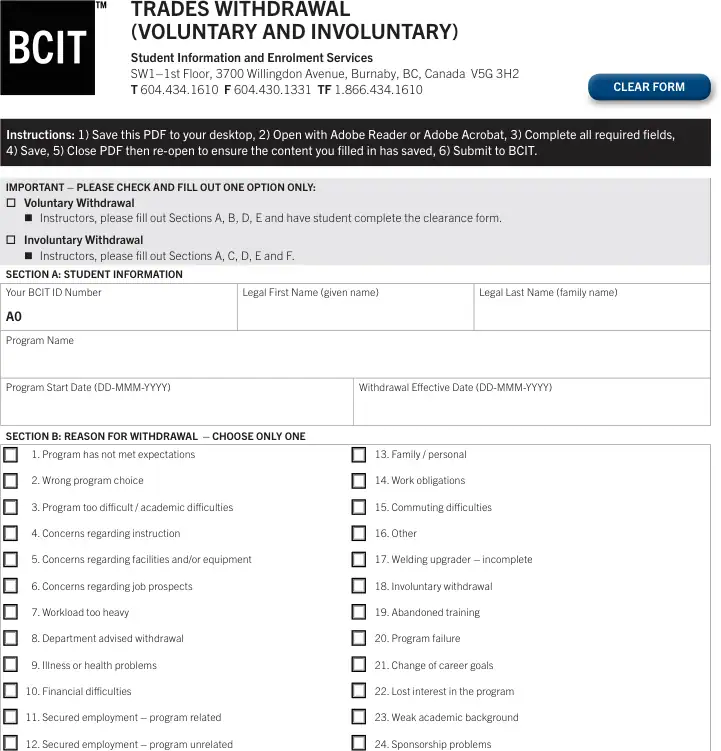 BCIT™
TRADES WITHDRAWAL
(VOLUNTARY AND INVOLUNTARY)
Student Information and Enrolment Services
SW1–1st Floor, 3700 Willingdon Avenue, Burnaby, BC, Canada V5G 3H2
T 604.434.1610 F 604.430.1331 TF 1.866.434.1610
CLEAR FORM
Instructions: 1) Save this PDF to your desktop, 2) Open with Adobe Reader or Adobe Acrobat, 3) Complete all required fields,
4) Save, 5) Close PDF then re-open to ensure the content you filled in has saved, 6) Submit to BCIT.
IMPORTANT – PLEASE CHECK AND FILL OUT ONE OPTION ONLY:
Voluntary Withdrawal
Instructors, please fill out Sections A, B, D, E and have student complete the clearance form.
Involuntary Withdrawal
Instructors, please fill out Sections A, C, D, E and F.
SECTION A: STUDENT INFORMATION
Your BCIT ID Number
A0
Legal First Name (given name)
Legal Last Name (family name)
Program Name
Program Start Date (DD-MMM-YYYY)
Withdrawal Effective Date (DD-MMM-YYYY)
SECTION B: REASON FOR WITHDRAWAL – CHOOSE ONLY ONE
1. Program has not met expectations
2. Wrong program choice
3. Program too difficult / academic difficulties
4. Concerns regarding instruction
5. Concerns regarding facilities and/or equipment
6. Concerns regarding job prospects
7. Workload too heavy
8. Department advised withdrawal
9. Illness or health problems
10. Financial difficulties
11. Secured employment – program related
12. Secured employment – program unrelated
13. Family / personal
14. Work obligations
15. Commuting difficulties
16. Other
17. Welding upgrader – incomplete
18. Involuntary withdrawal
19. Abandoned training
20. Program failure
21. Change of career goals
22. Lost interest in the program
23. Weak academic background
24. Sponsorship problems